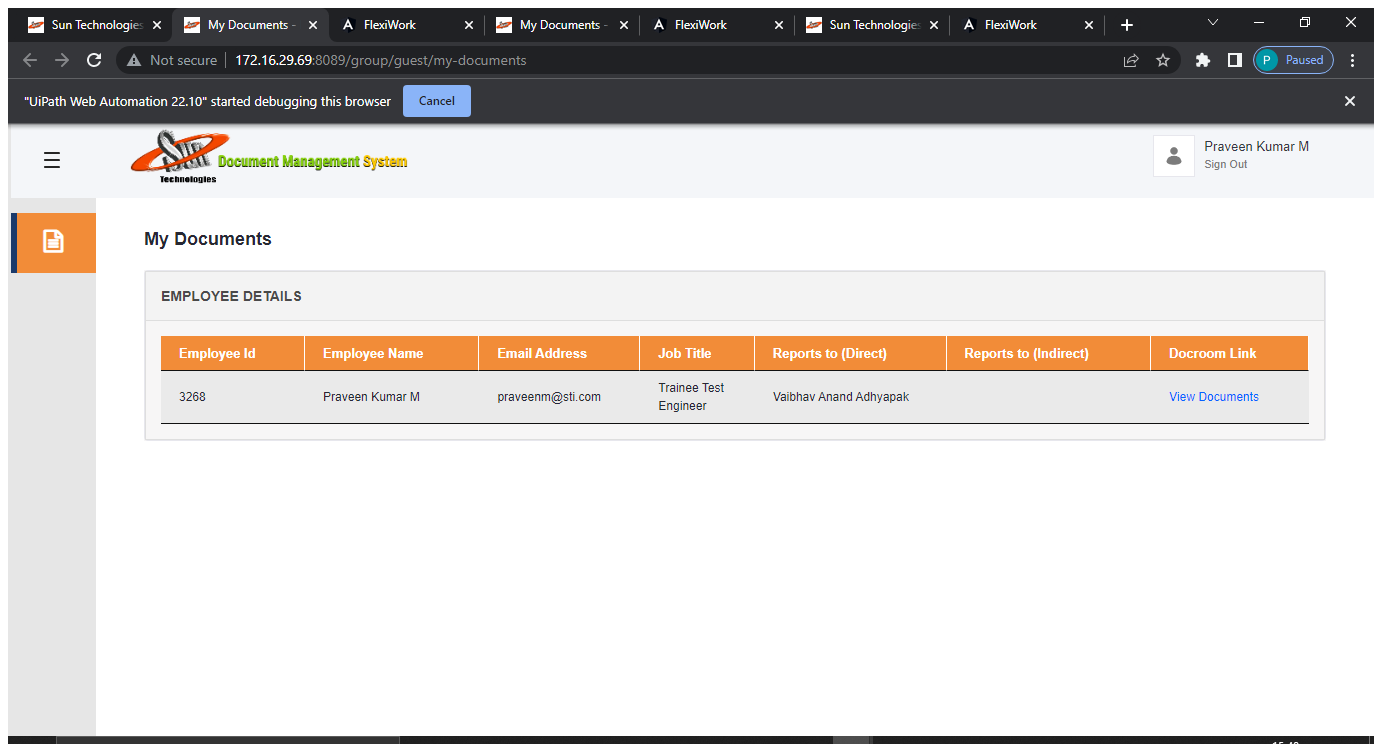 Sun Technologies
My Documents -
FlexiWork
My Documents -
FlexiWork
Sun Technologies
FlexiWork
Not secure
172.16.29.69:8089/group/guest/my-documents
P
Paused
"UiPath Web Automation 22.10" started debugging this browser
Cancel
Sun
Technologies
Document Management System
Praveen Kumar M
Sign Out
My Documents
EMPLOYEE DETAILS
Employee Id Employee Name Email Address Job Title Reports to (Direct) Reports to (Indirect) Docroom Link
3268 Praveen Kumar M praveenm@sti.com Trainee Test Engineer Vaibhav Anand Adhyapak View Documents